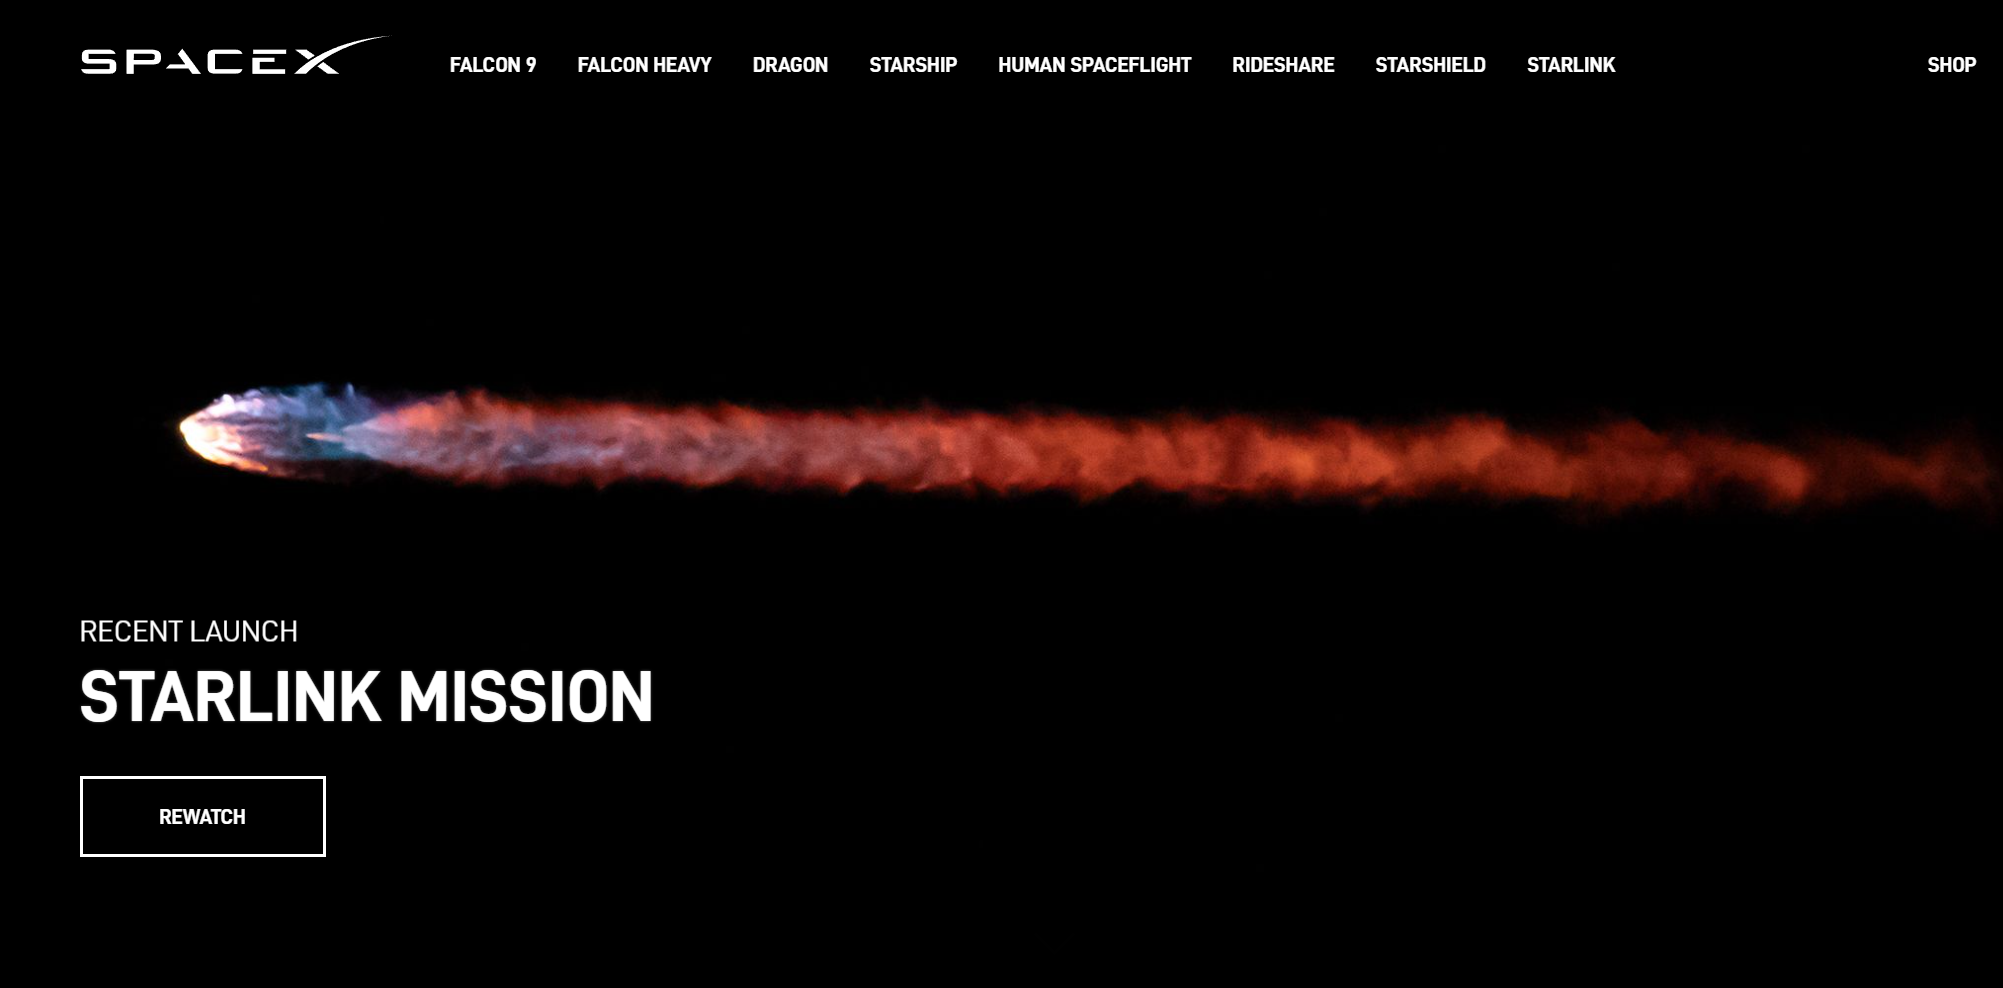 SPACEX FALCON 9 FALCON HEAVY DRAGON STARSHIP HUMAN SPACEFLIGHT RIDESHARE STARSHIELD STARLINK SHOP
RECENT LAUNCH
STARLINK MISSION
REWATCH